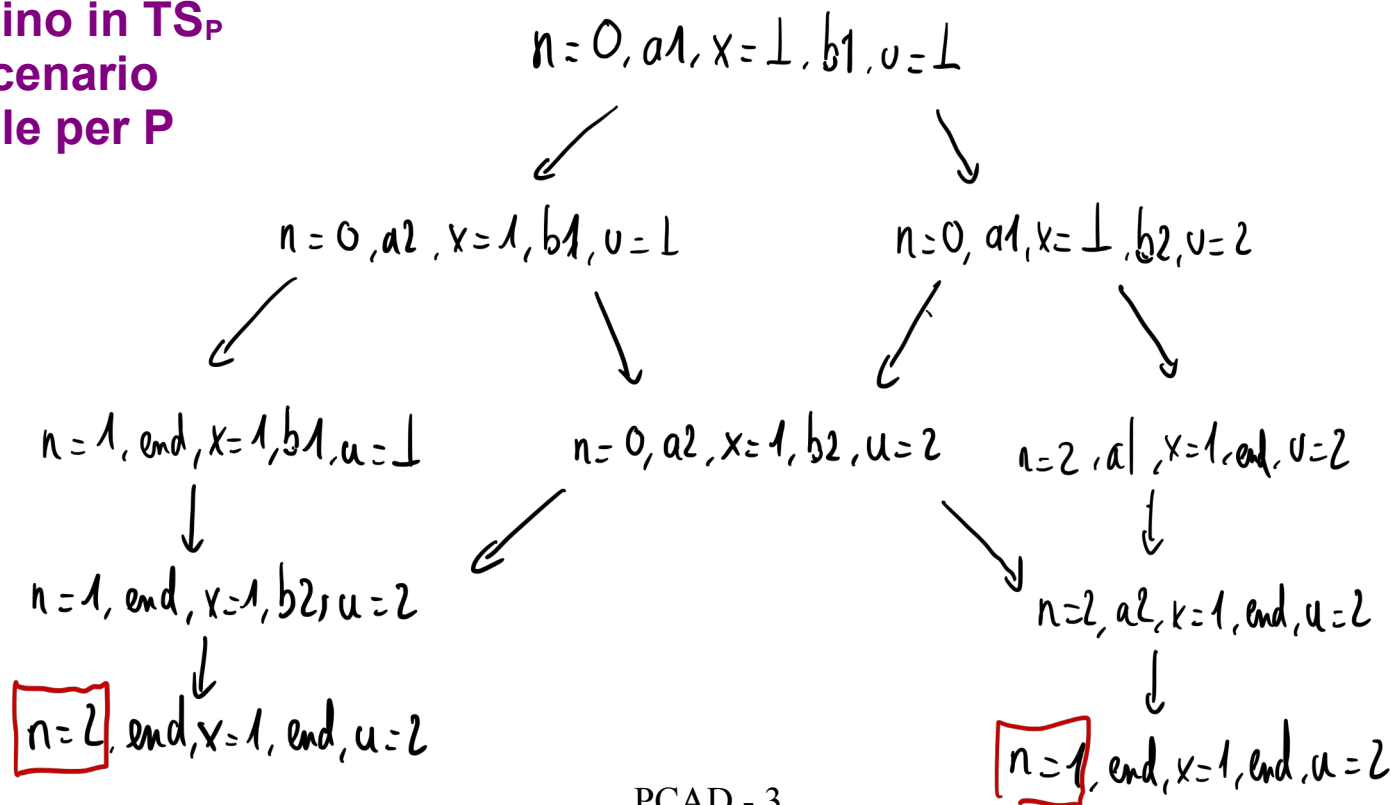 ino in TSP
cenario
le per P
n=0, a1, x=⊥, b1, u=⊥
n=0, a2, x=1, b1, u=⊥
n=0, a1, x=⊥, b2, u=2
n=1, end, x=1, b1, u=⊥
n=0, a2, x=1, b2, u=2
n=2, a1, x=1, end, u=2
n=1, end, x=1, b2, u=2
n=2, a2, x=1, end, u=2
n=2, end, x=1, end, u=2
n=1, end, x=1, end, u=2
PCAD - 3